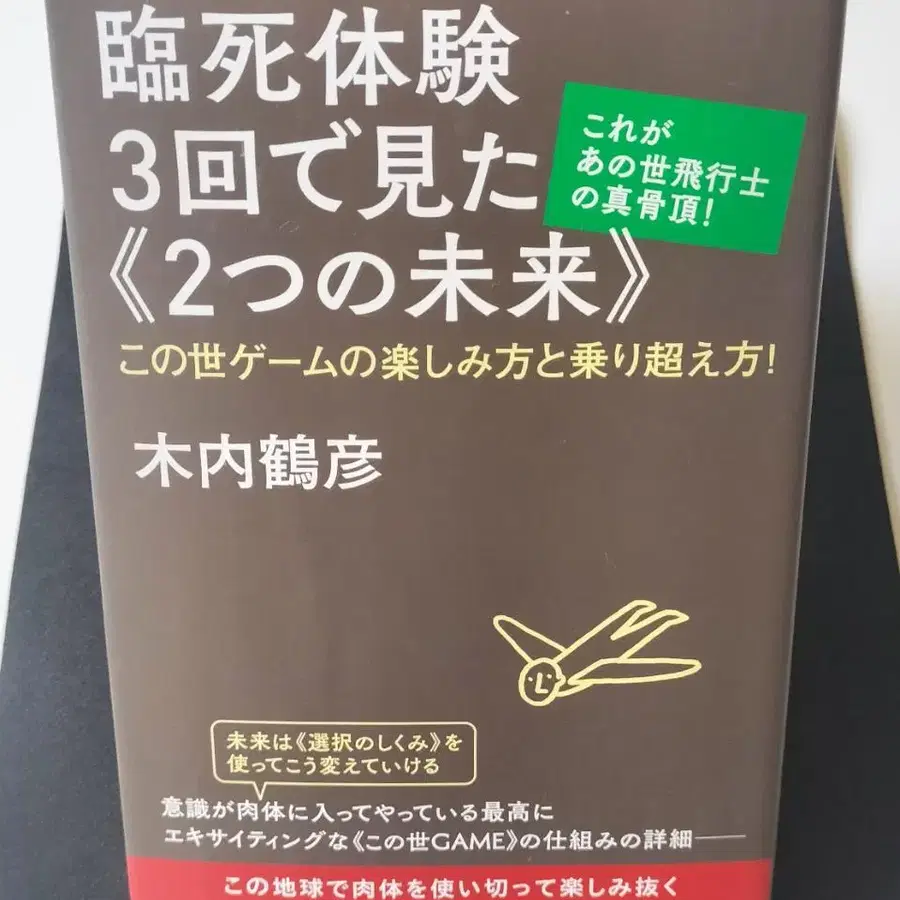 臨死体験
3回で見た
《2つの未来》
これが
あの世飛行士
の真骨頂!
この世ゲームの楽しみ方と乗り超え方!
木内鶴彦
未来は《選択のしくみ》を
使ってこう変えていける
意識が肉体に入ってやっている最高に
エキサイティングな《この世GAME》の仕組みの詳細――
この地球で肉体を使い切って楽しみ抜く